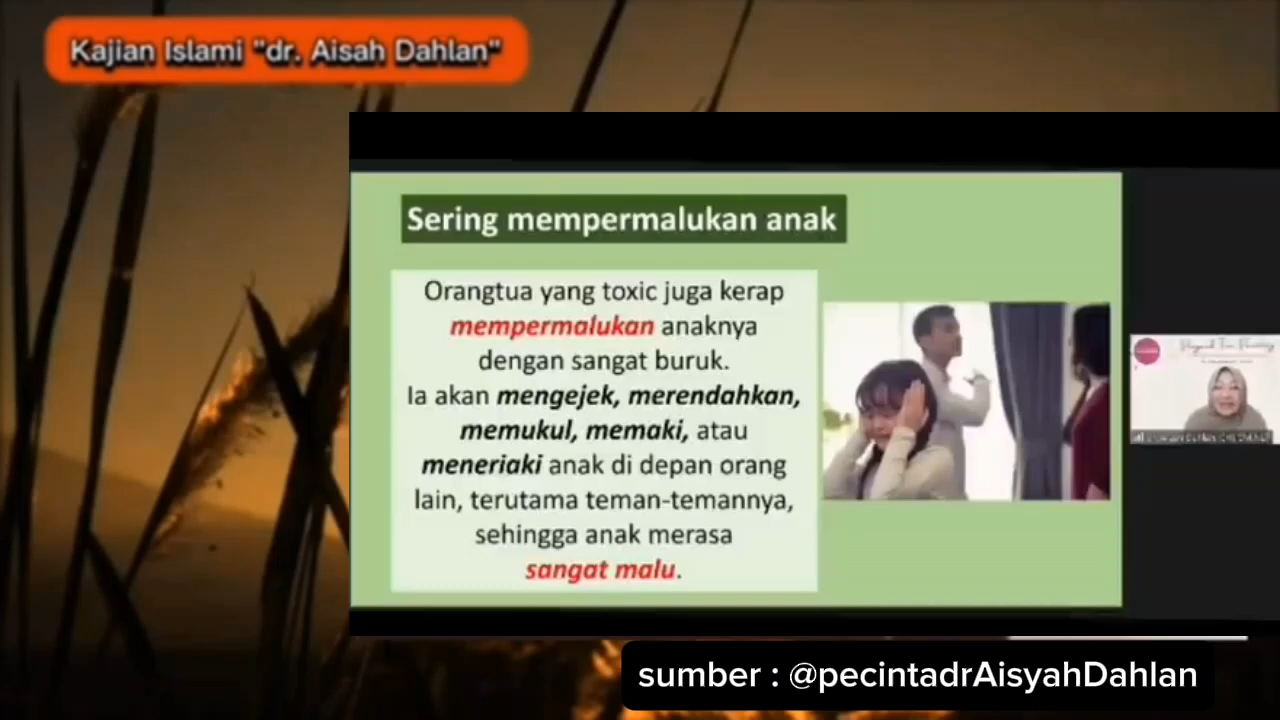 Kajian Islami "dr. Aisah Dahlan"
Sering mempermalukan anak
Orangtua yang toxic juga kerap
mempermalukan anaknya
dengan sangat buruk.
Ia akan mengejek, merendahkan,
memukul, memaki, atau
meneriaki anak di depan orang
lain, terutama teman-temannya,
sehingga anak merasa
sangat malu.
sumber : @pecintadrAisyahDahlan